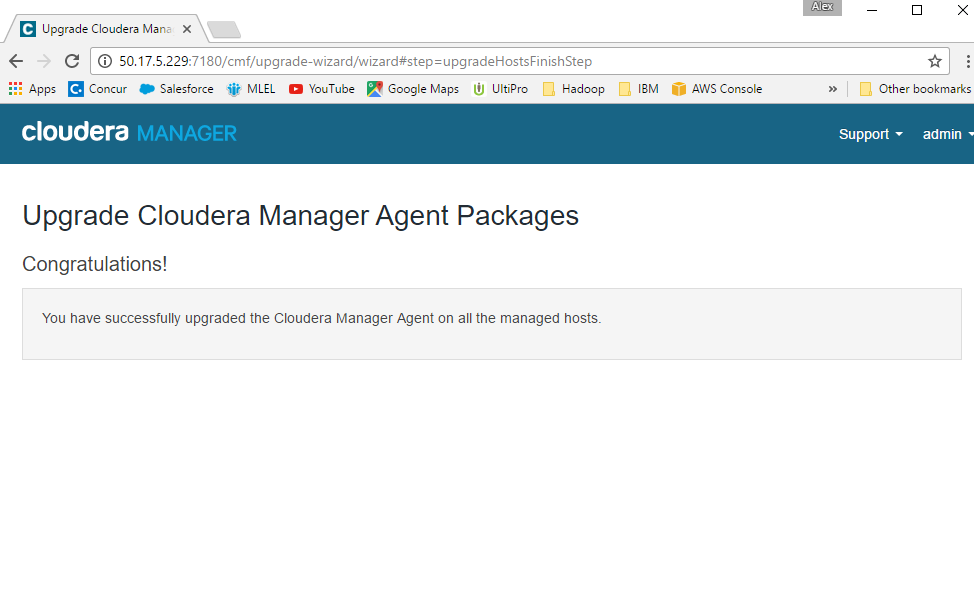 Alex
Upgrade Cloudera Mana
50.17.5.229:7180/cmf/upgrade-wizard/wizard#step=upgradeHostsFinishStep
Apps Concur Salesforce MLEL YouTube Google Maps UltiPro Hadoop IBM AWS Console » Other bookmarks
cloudera MANAGER Support admin
Upgrade Cloudera Manager Agent Packages
Congratulations!
You have successfully upgraded the Cloudera Manager Agent on all the managed hosts.